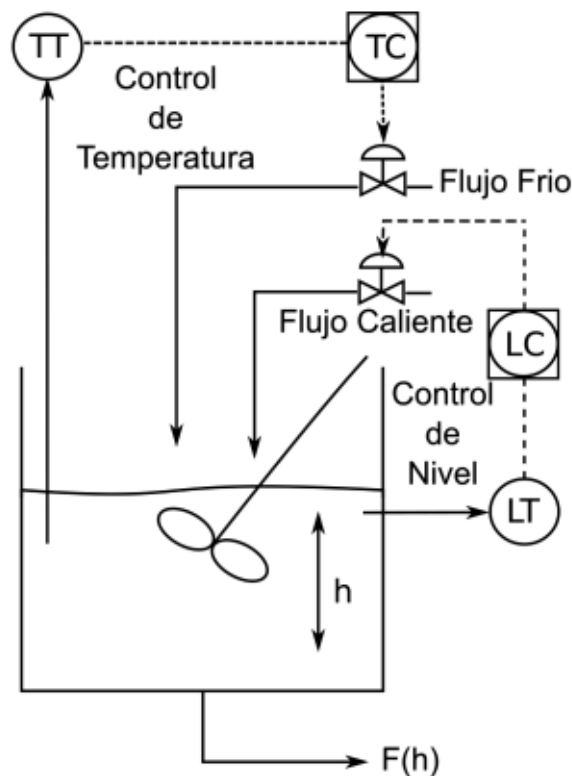 TT
TC
Control
de
Temperatura
Flujo Frio
Flujo Caliente
LC
Control
de
Nivel
LT
h
F(h)